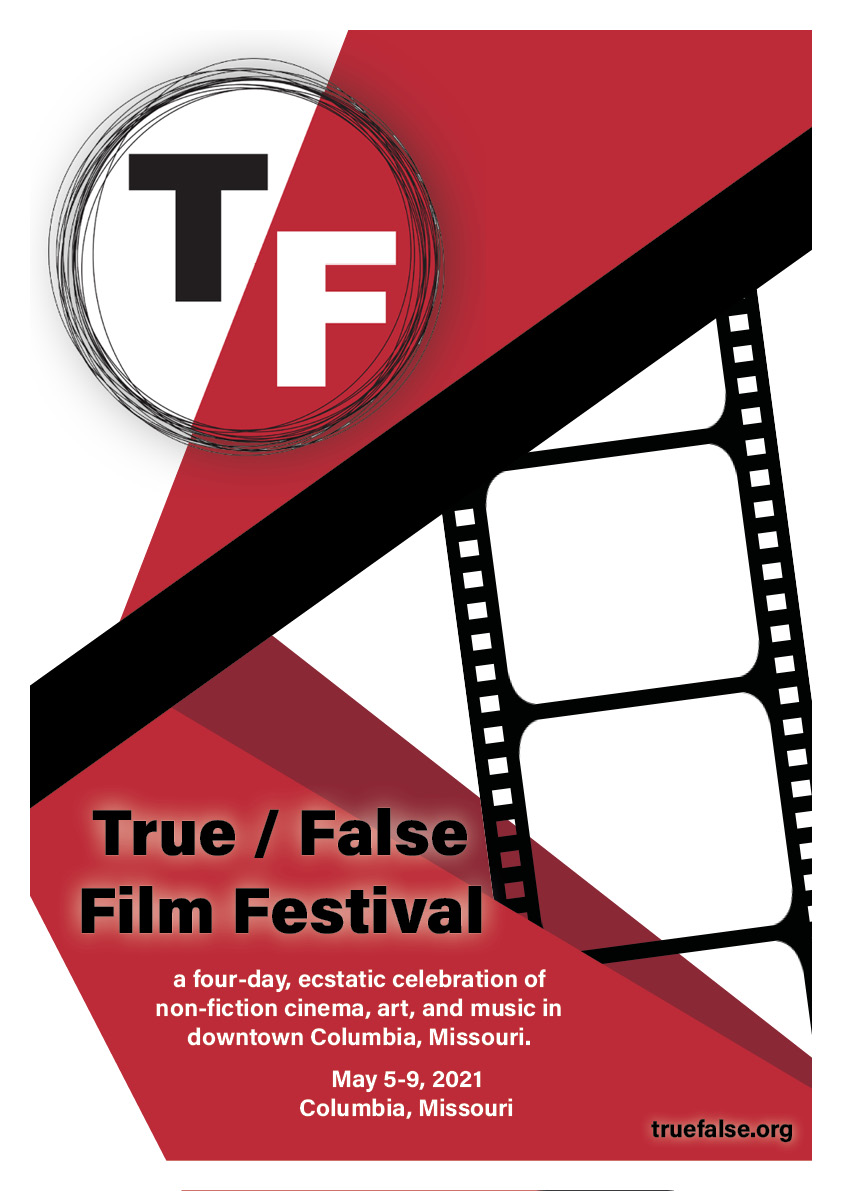 T
F
True / False
Film Festival
a four-day, ecstatic celebration of
non-fiction cinema, art, and music in
downtown Columbia, Missouri.
May 5-9, 2021
Columbia, Missouri
truefalse.org